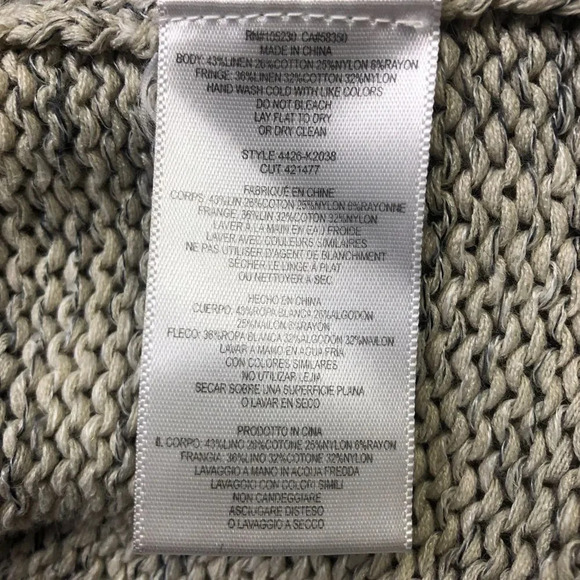 RN#105230 CA#58350
MADE IN CHINA
BODY: 43%LINEN 26%COTTON 25%NYLON 6%RAYON
FRINGE: 36%LINEN 32%COTTON 32%NYLON
HAND WASH COLD WITH LIKE COLORS
DO NOT BLEACH
LAY FLAT TO DRY
OR DRY CLEAN
STYLE 4426-K2038
CUT 421477
FABRIQUÉ EN CHINE
CORPS: 43%LIN 26%COTON 25%NYLON 6%RAYONNE
FRANGE: 36%LIN 32%COTON 32%NYLON
LAVER À LA MAIN EN EAU FROIDE
LAVER AVEC COULEURS SIMILAIRES
NE PAS UTILISER D'AGENT DE BLANCHIMENT
SÉCHER LE LINGE À PLAT
OU NETTOYER À SEC
HECHO EN CHINA
CUERPO: 43%ROPA BLANCA 26%ALGODON
25%NYLON 6%RAYON
FLECO: 36%ROPA BLANCA 32%ALGODON 32%NYLON
LAVAR A MANO EN AGUA FRIA
CON COLORES SIMILARES
NO UTILIZAR LEJIA
SECAR SOBRE UNA SUPERFICIE PLANA
O LAVAR EN SECO
PRODOTTO IN CINA
8. CORPO: 43%LINO 26%COTONE 25%NYLON 6%RAYON
FRANGIA: 36%LINO 32%COTONE 32%NYLON
LAVAGGIO A MANO IN ACQUA FREDDA
LAVAGGIO CON COLORI SIMILI
NON CANDEGGIARE
ASCIUGARE DISTESO
O LAVAGGIO A SECCO